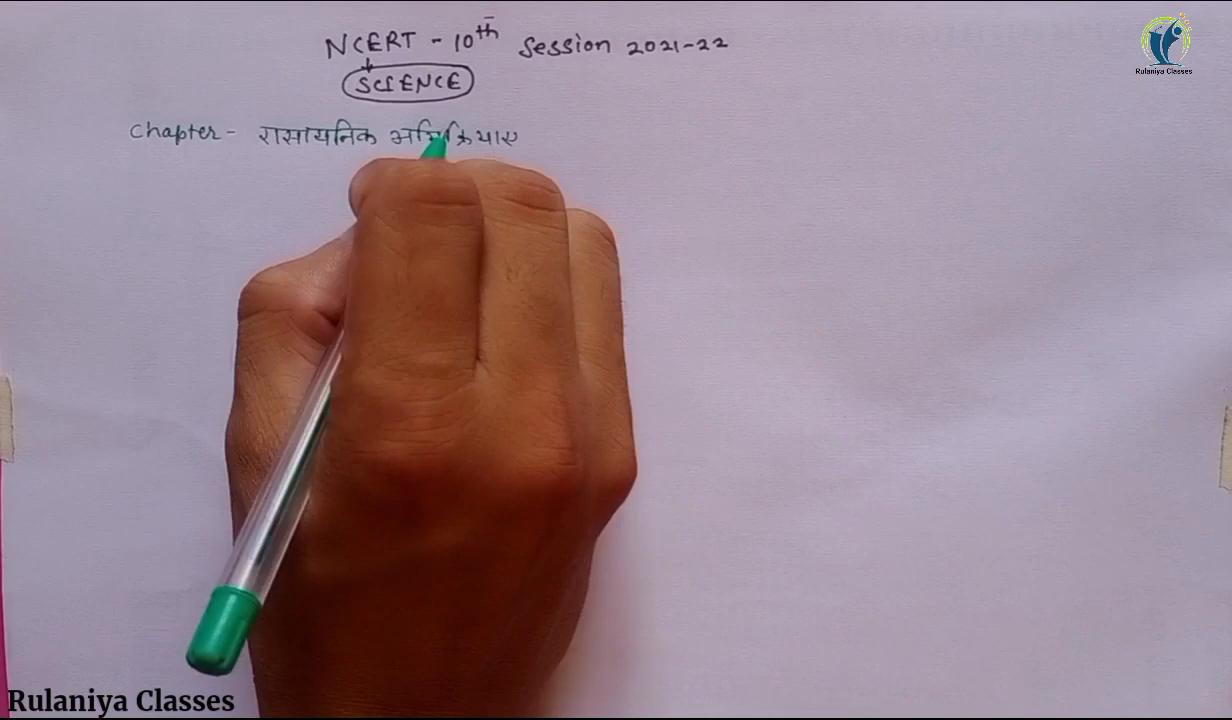 NCERT - 10th Session 2021-22
SCIENCE
Rulaniya Classes
Chapter - रासायनिक अभिक्रियाए
Rulaniya Classes